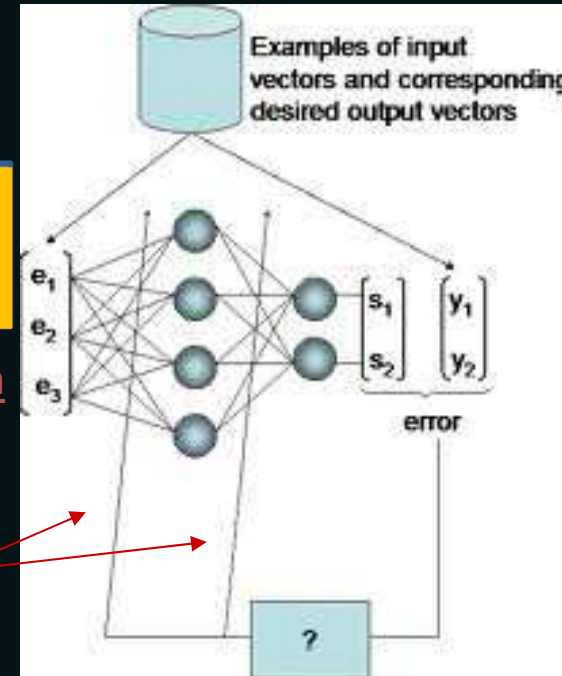 Examples of input
vectors and corresponding
desired output vectors
e1
e2
e3
s1
s2
y1
y2
error
?